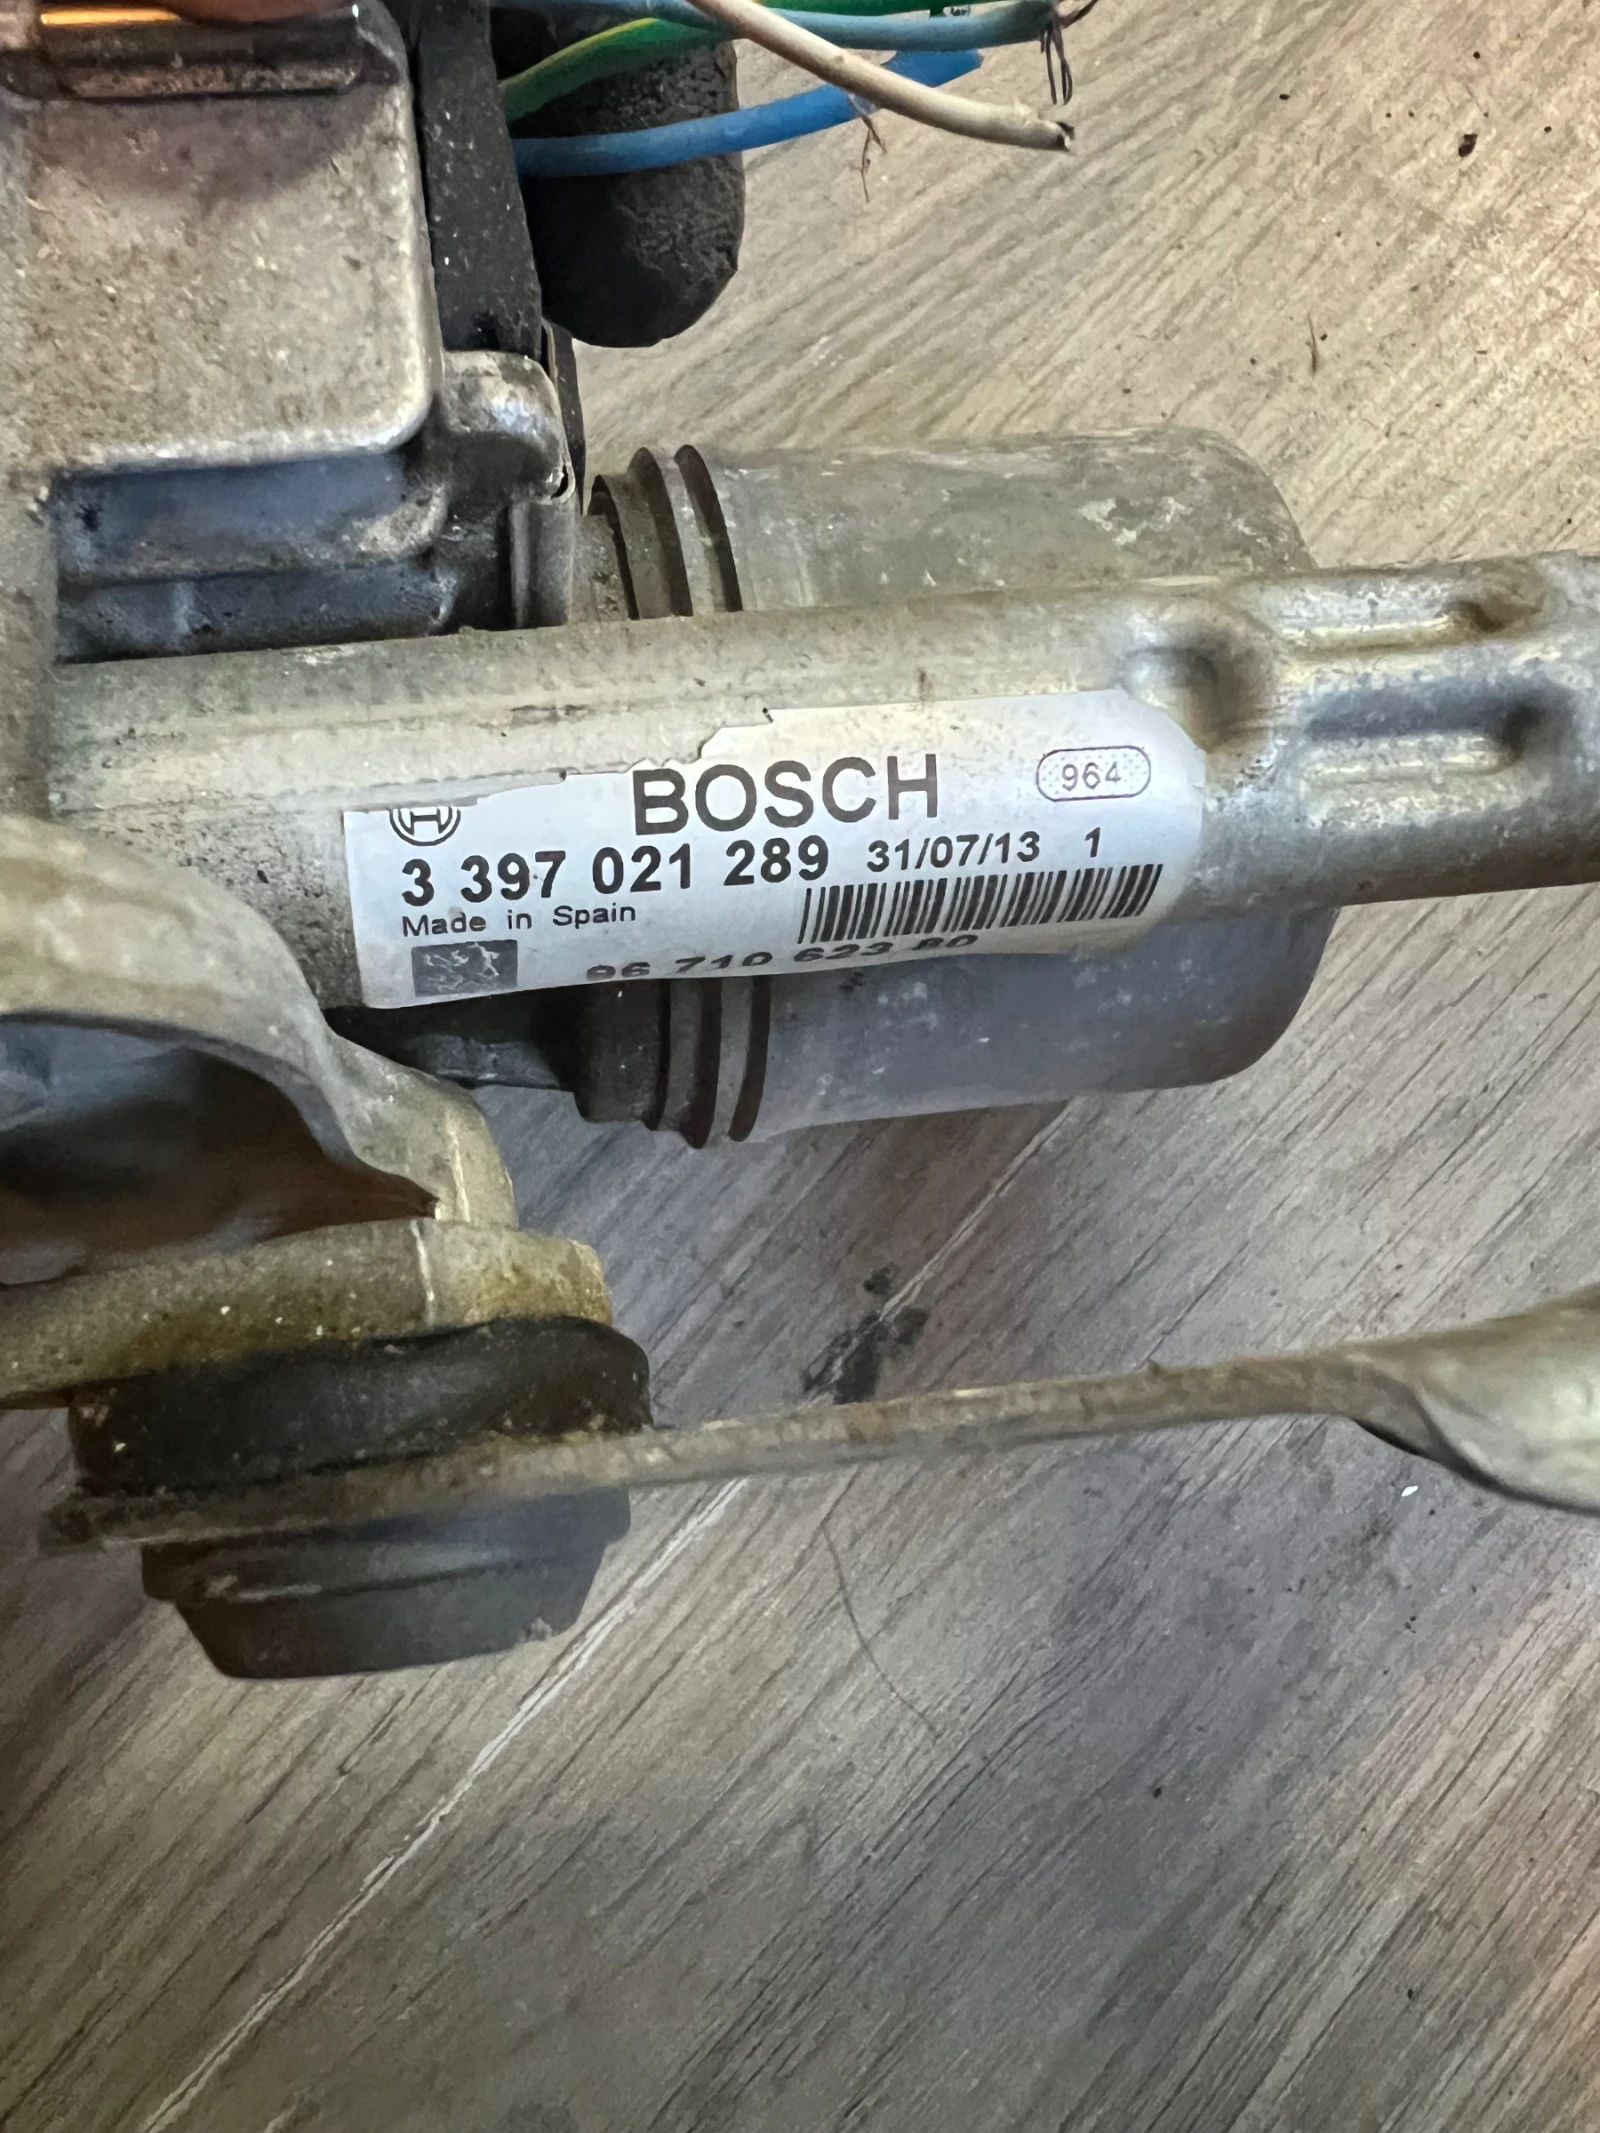 BOSCH 964
3 397 021 289 31/07/13 1
Made in Spain
96 710 623 80